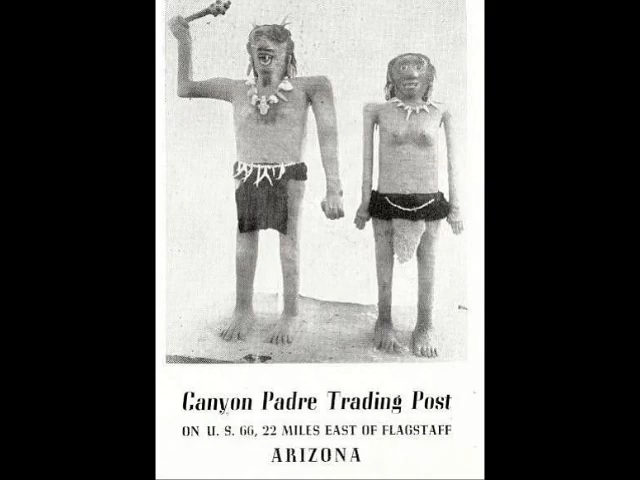 Canyon Padre Trading Post
ON U. S. 66, 22 MILES EAST OF FLAGSTAFF
ARIZONA